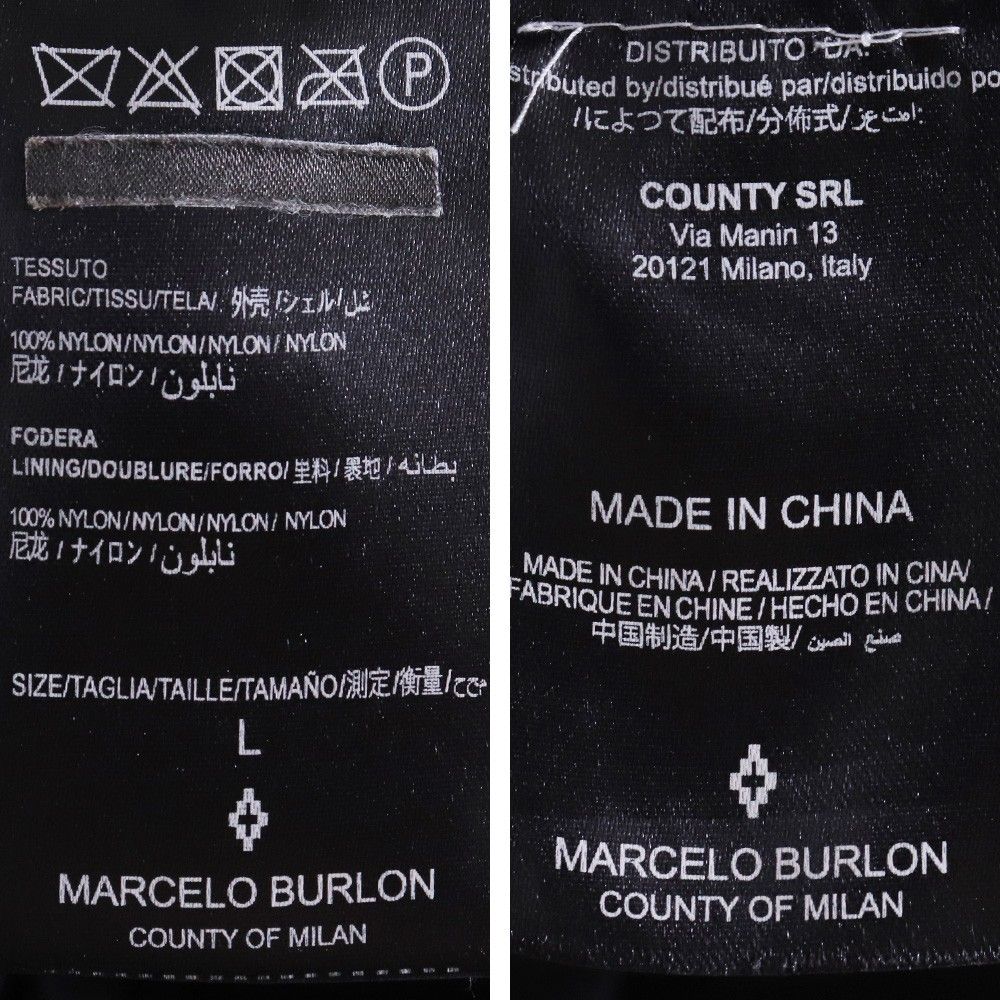 P
TESSUTO
FABRIC/TISSU/TELA/ 外壳/シェル/
100% NYLON/NYLON/NYLON/ NYLON
尼龙/ナイロン/نابلون
FODERA
LINING/DOUBLURE/FORRO/里料/裏地/بطانه
100% NYLON/NYLON/NYLON/ NYLON
尼龙/ナイロン/نابلون
SIZE/TAGLIA/TAILLE/TAMAÑO/測定/衡量/
L
MARCELO BURLON
COUNTY OF MILAN
DISTRIBUITO DA:
stributed by/distribué par/distribuido po
/によつて配布/分佈式/
COUNTY SRL
Via Manin 13
20121 Milano, Italy
MADE IN CHINA
MADE IN CHINA/REALIZZATO IN CINA/
FABRIQUE EN CHINE/HECHO EN CHINA/
中国制造/中国製/ صنع الصين
MARCELO BURLON
COUNTY OF MILAN